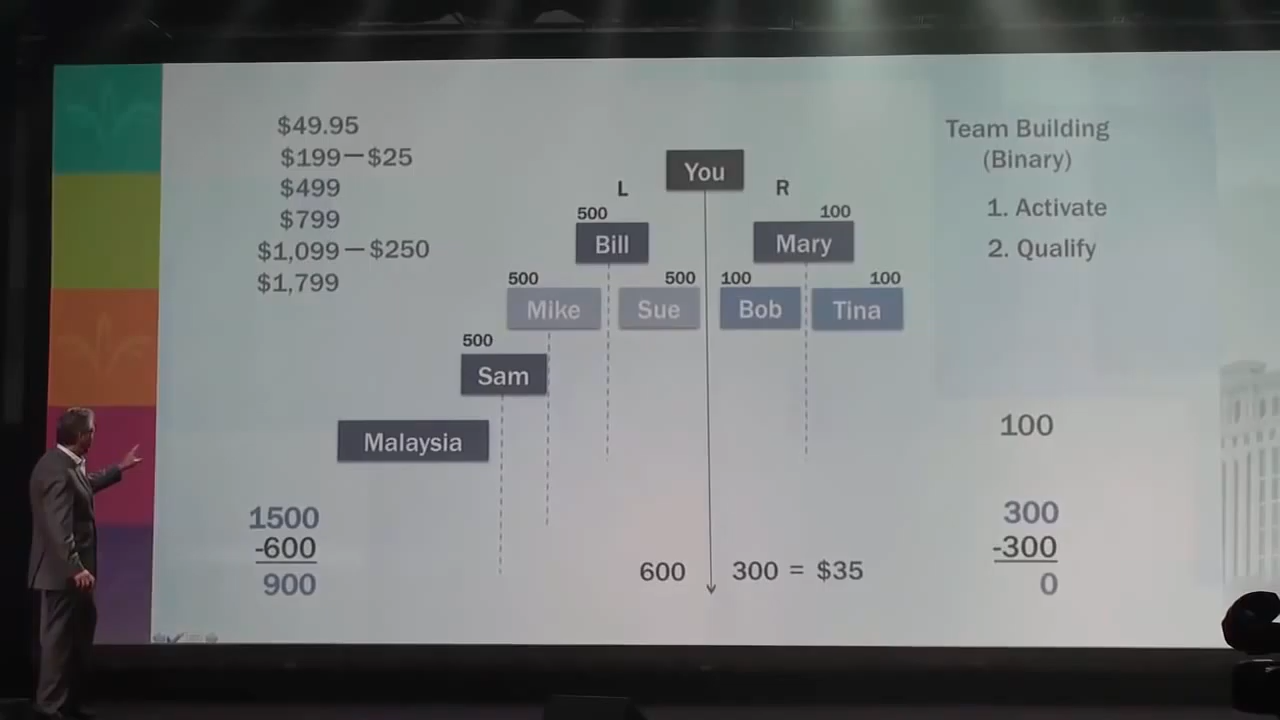 $49.95
$199—$25
$499
$799
$1,099—$250
$1,799
You
L
R
500
100
Bill
Mary
500
500
100
100
Mike
Sue
Bob
Tina
500
Sam
Malaysia
1500
-600
900
600
300 = $35
Team Building
(Binary)
1. Activate
2. Qualify
100
300
-300
0